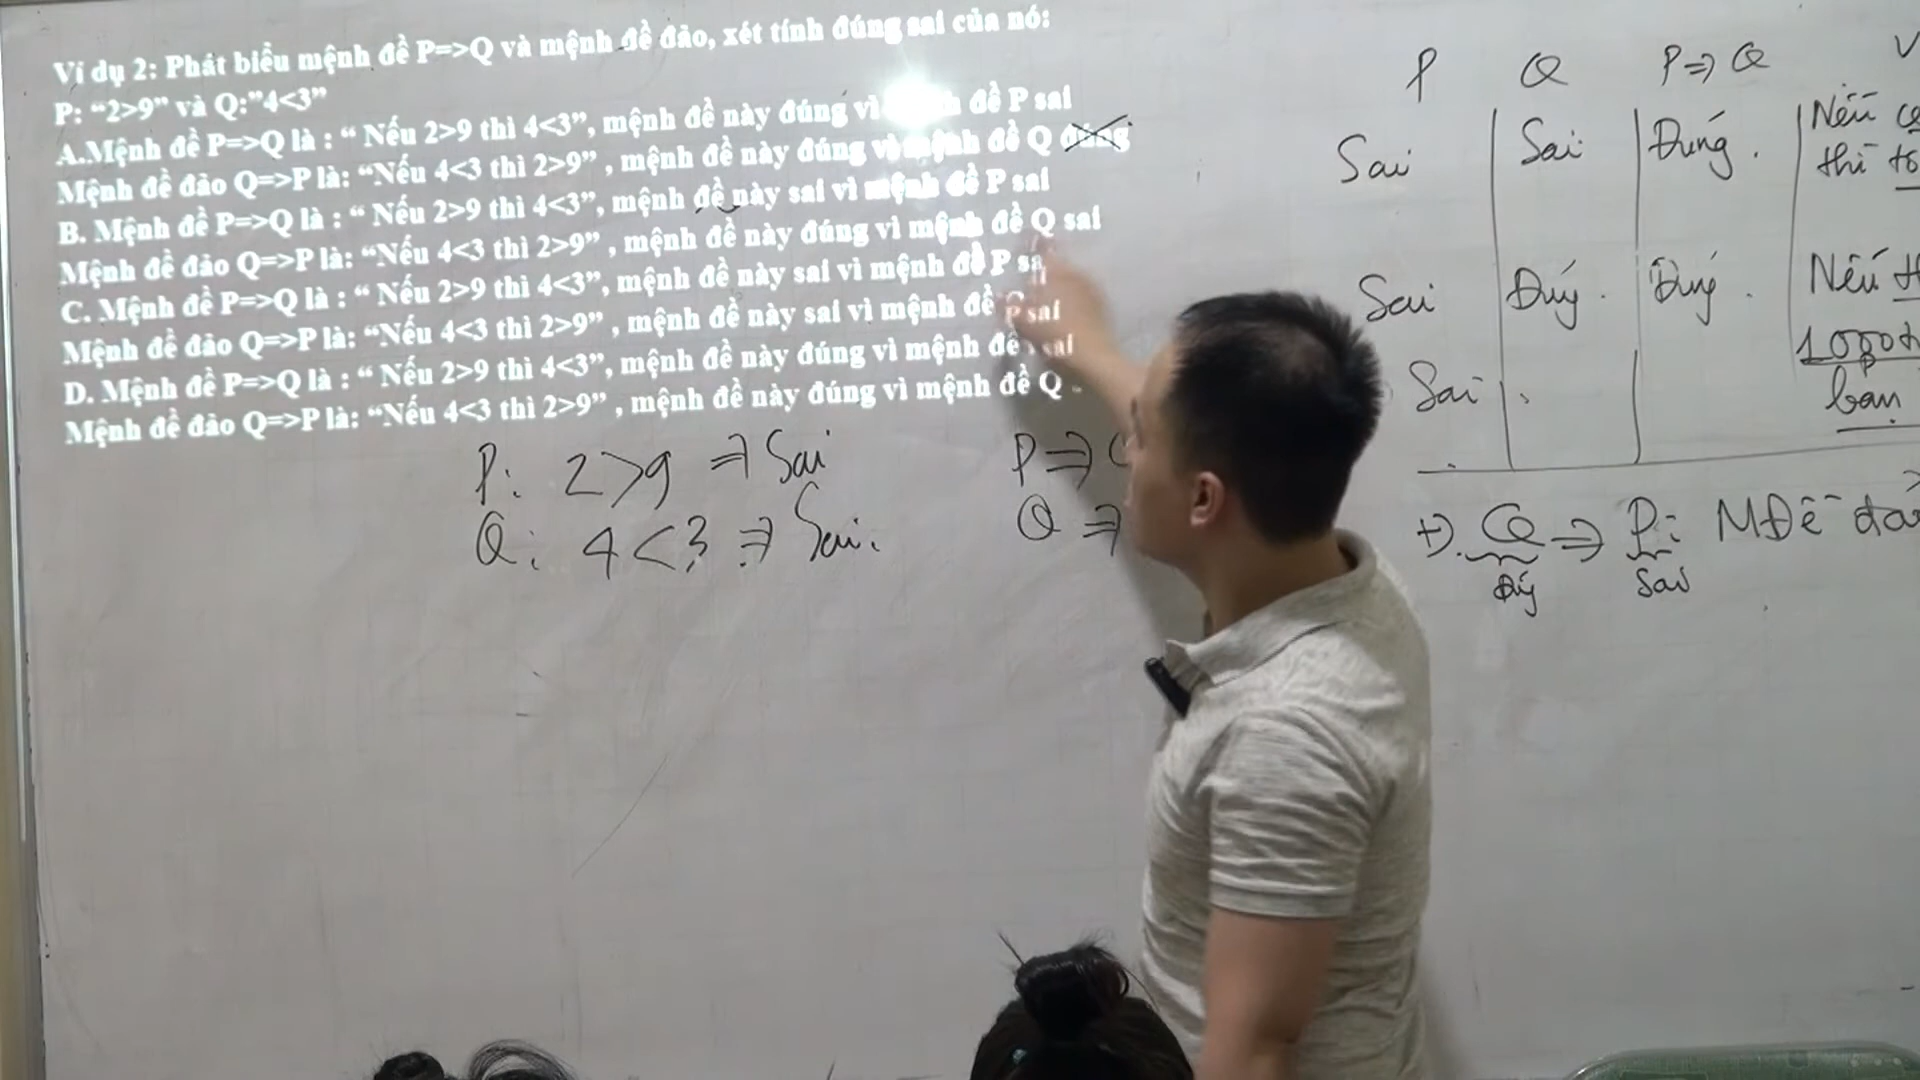 Ví dụ 2: Phát biểu mệnh đề P=>Q và mệnh đề đảo, xét tính đúng sai của nó:
P: “2>9” và Q:”4<3”
A.Mệnh đề P=>Q là : “ Nếu 2>9 thì 4<3”, mệnh đề này đúng vì mệnh đề P sai
Mệnh đề đảo Q=>P là: “Nếu 4<3 thì 2>9” , mệnh đề này đúng vì mệnh đề Q đúng
B. Mệnh đề P=>Q là : “ Nếu 2>9 thì 4<3”, mệnh đề này sai vì mệnh đề P sai
Mệnh đề đảo Q=>P là: “Nếu 4<3 thì 2>9” , mệnh đề này đúng vì mệnh đề Q sai
C. Mệnh đề P=>Q là : “ Nếu 2>9 thì 4<3”, mệnh đề này sai vì mệnh đề P
Mệnh đề đảo Q=>P là: “Nếu 4<3 thì 2>9” , mệnh đề này sai vì mệnh đề sai
D. Mệnh đề P=>Q là : “ Nếu 2>9 thì 4<3”, mệnh đề này đúng vì mệnh đề P sai
Mệnh đề đảo Q=>P là: “Nếu 4<3 thì 2>9” , mệnh đề này đúng vì mệnh đề Q
P: 2>9 => Sai
Q: 4<3 => Sai.
P =>
Q =>
P Q P=>Q
Sai Sai Đúng. Nếu
thì
Sai Đúng. Đúng. Nếu
1000
Sai bạn
+). Q => P: MĐề đảo
Đúng Sai